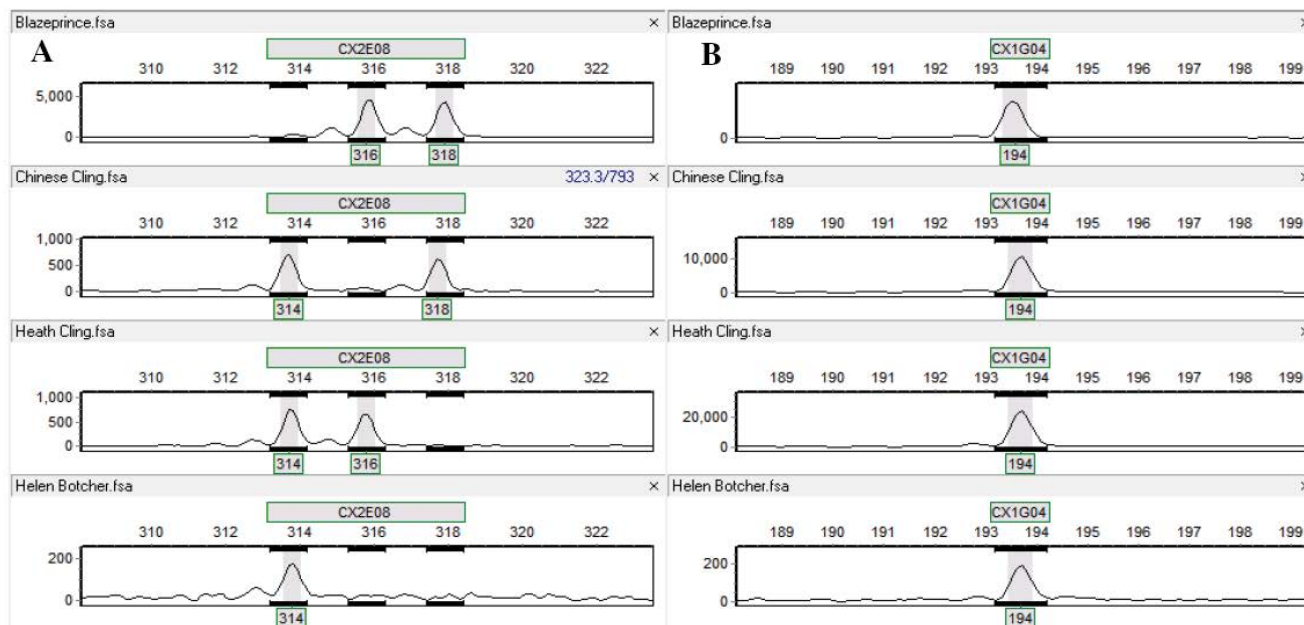 Blazeprince.fsa ×
A
CX2E08
310 312 314 316 318 320 322
5,000
0
316 318
Chinese Cling.fsa 323.3/793 ×
CX2E08
310 312 314 316 318 320 322
1,000
500
0
314 318
Heath Cling.fsa ×
CX2E08
310 312 314 316 318 320 322
1,000
500
0
314 316
Helen Botcher.fsa ×
CX2E08
310 312 314 316 318 320 322
200
0
314
Blazeprince.fsa
B
CX1G04
189 190 191 192 193 194 195 196 197 198 199
0
194
Chinese Cling.fsa
CX1G04
189 190 191 192 193 194 195 196 197 198 199
10,000
0
194
Heath Cling.fsa
CX1G04
189 190 191 192 193 194 195 196 197 198 199
20,000
0
194
Helen Botcher.fsa
CX1G04
189 190 191 192 193 194 195 196 197 198 199
200
0
194